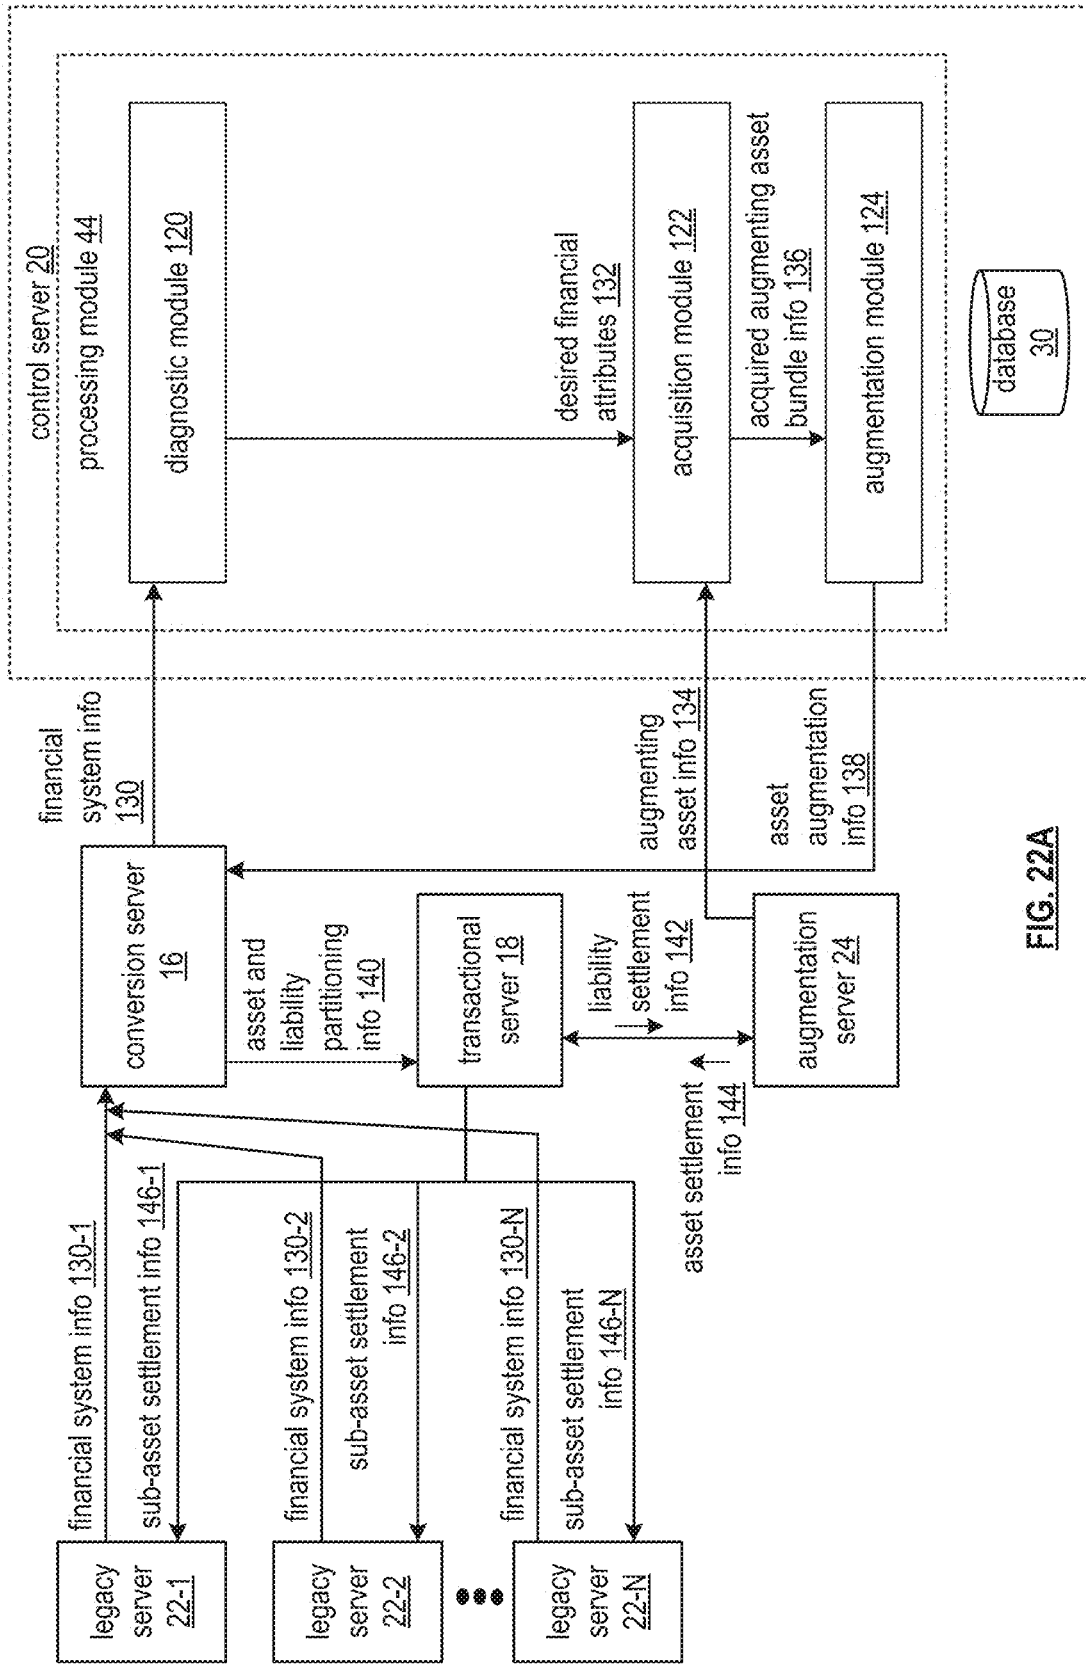 legacy
server
22-1
financial system info 130-1
sub-asset settlement info 146-1
legacy
server
22-2
financial system info 130-2
sub-asset settlement
info 146-2
legacy
server
22-N
financial system info 130-N
sub-asset settlement
info 146-N
conversion server
16
asset and
liability
partitioning
info 140
transactional
server 18
liability
settlement
info 142
asset settlement
info 144
augmentation
server 24
financial
system info
130
augmenting
asset info 134
asset
augmentation
info 138
control server 20
processing module 44
diagnostic module 120
desired financial
attributes 132
acquisition module 122
acquired augmenting asset
bundle info 136
augmentation module 124
database
30
FIG. 22A